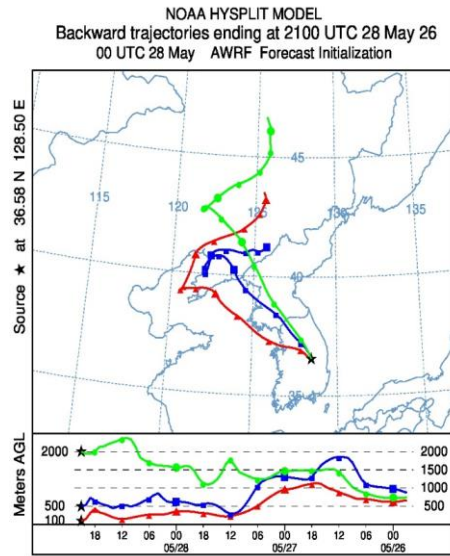 NOAA HYSPLIT MODEL
Backward trajectories ending at 2100 UTC 28 May 26
00 UTC 28 May AWRF Forecast Initialization
Source ★ at 36.58 N 128.50 E
115
120
125
130
135
45
40
35
Meters AGL
2000
500
100
2000
1500
1000
500
18 12 06 00 18 12 06 00 18 12 06 00
05/28 05/27 05/26